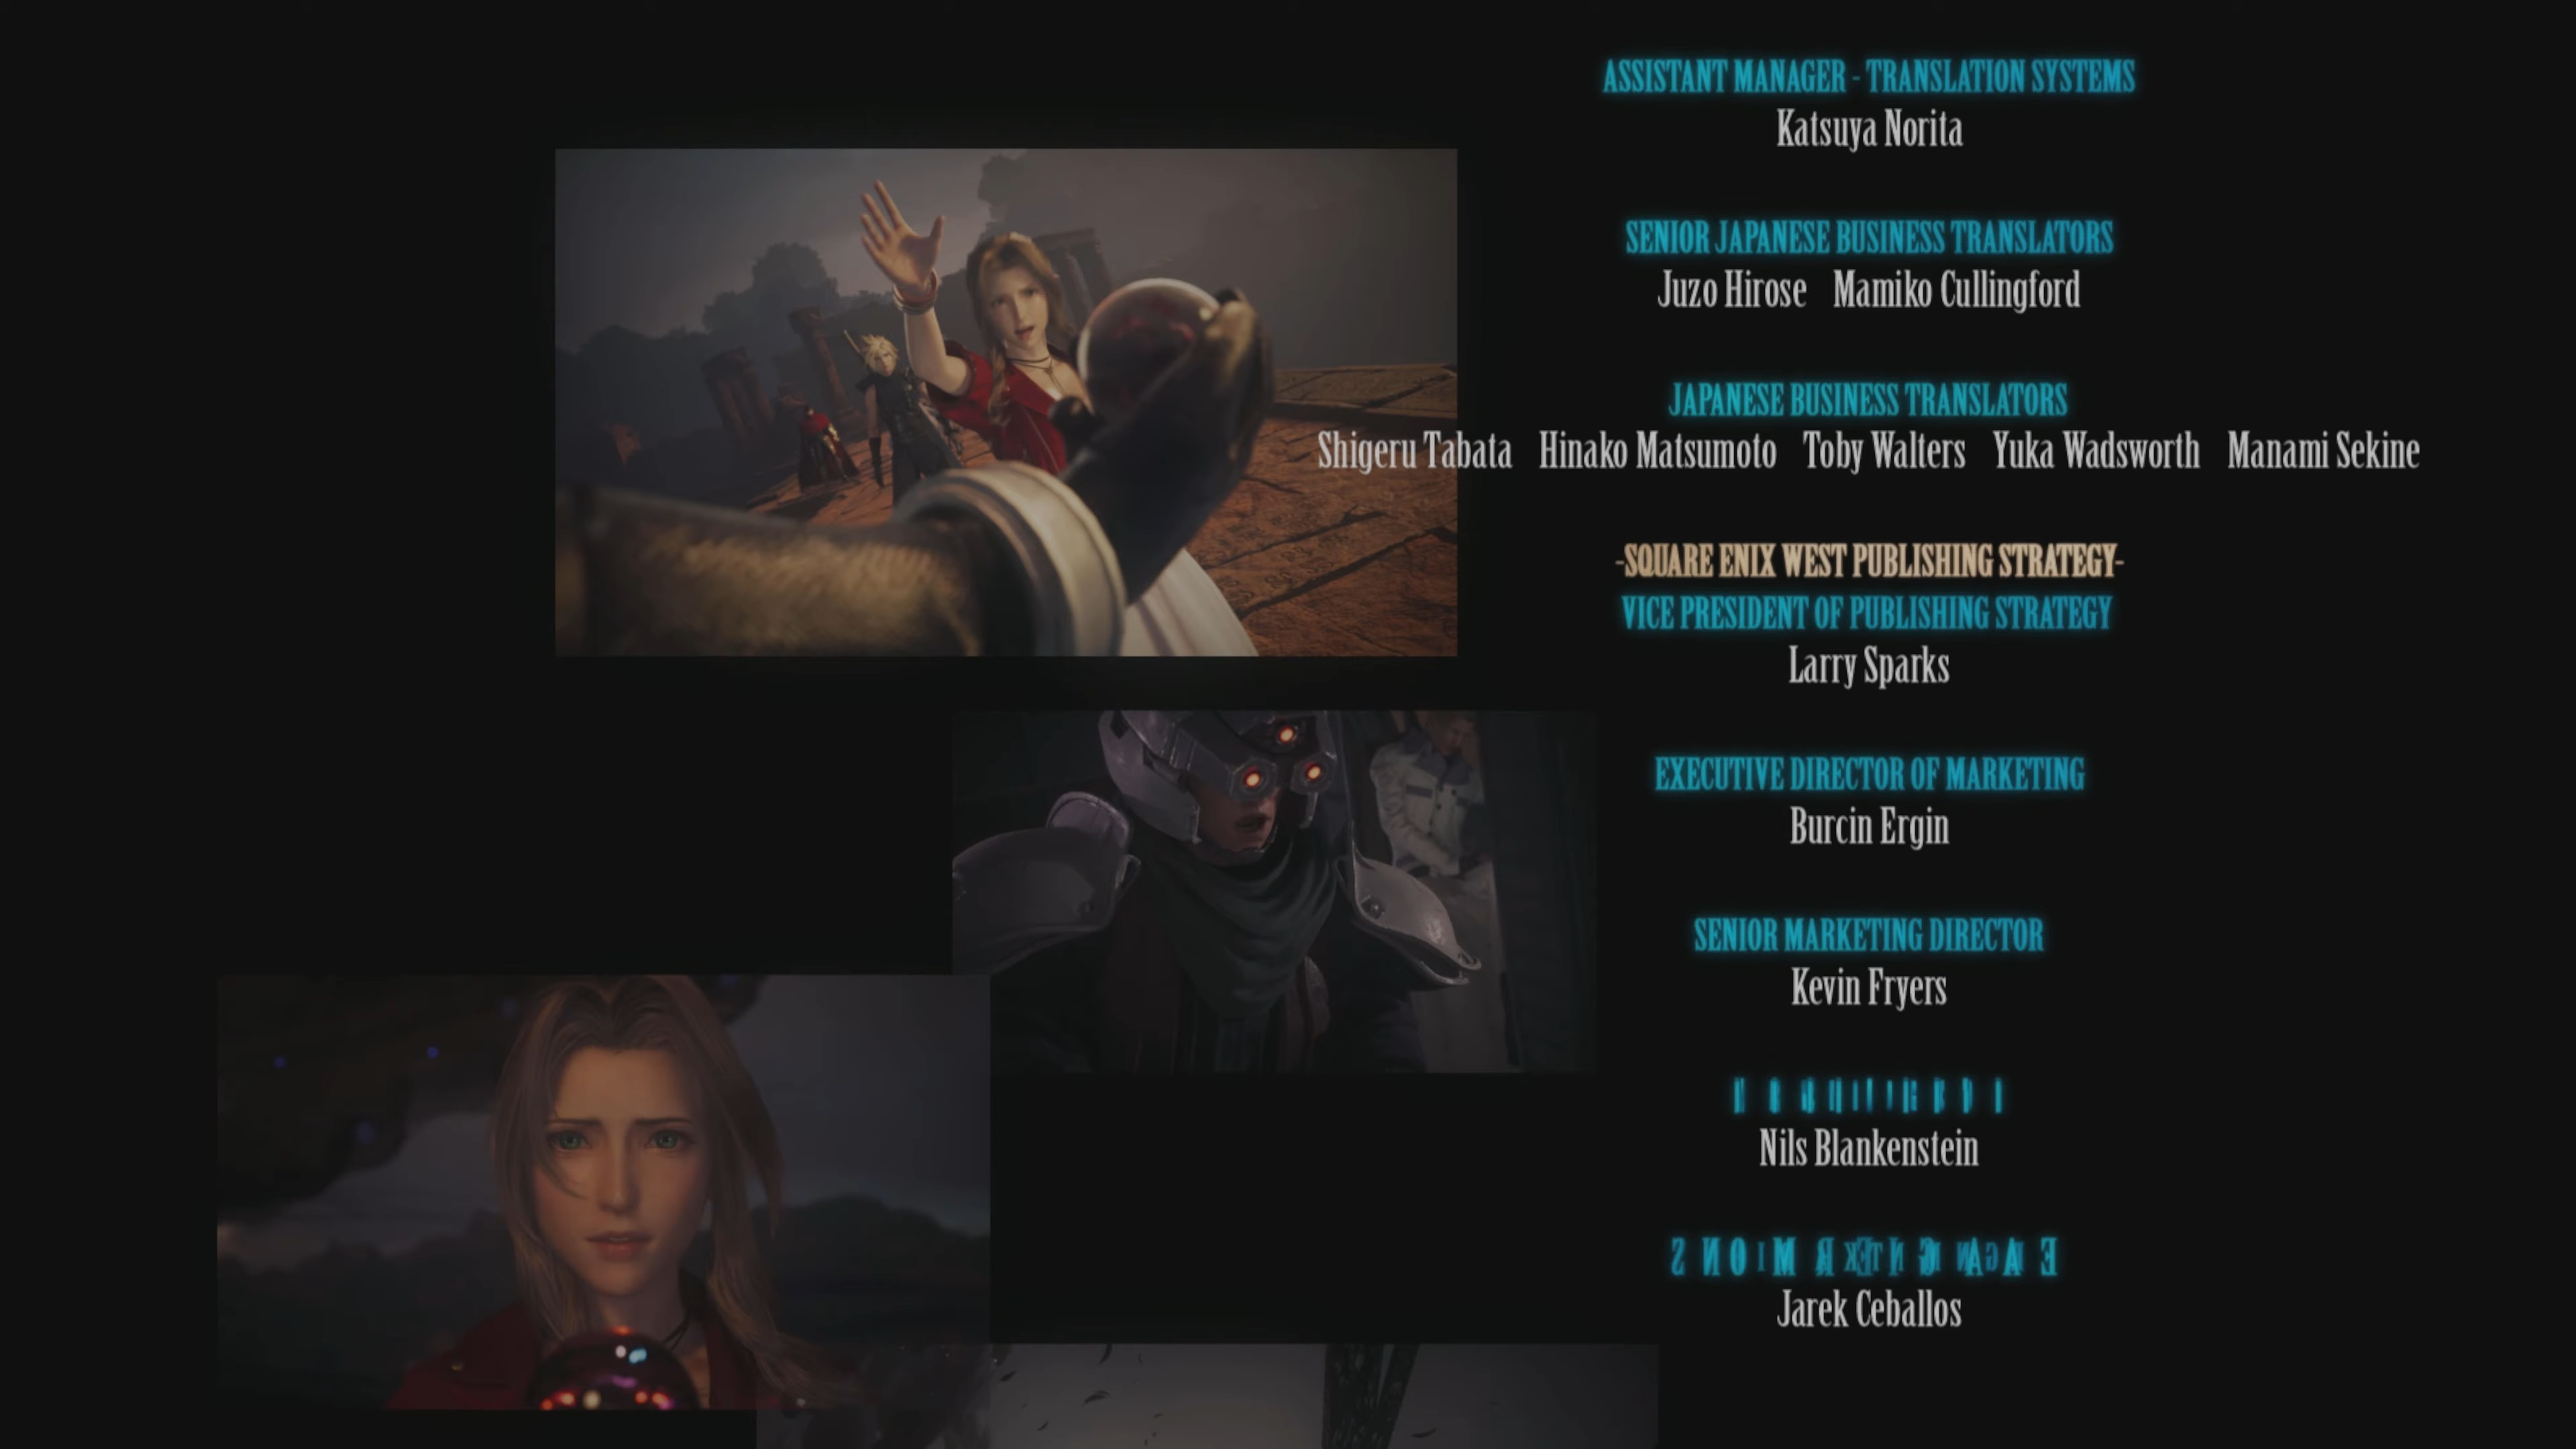 ASSISTANT MANAGER - TRANSLATION SYSTEMS
Katsuya Norita
SENIOR JAPANESE BUSINESS TRANSLATORS
Juzo Hirose Mamiko Cullingford
JAPANESE BUSINESS TRANSLATORS
Shigeru Tabata Hinako Matsumoto Toby Walters Yuka Wadsworth Manami Sekine
-SQUARE ENIX WEST PUBLISHING STRATEGY-
VICE PRESIDENT OF PUBLISHING STRATEGY
Larry Sparks
EXECUTIVE DIRECTOR OF MARKETING
Burcin Ergin
SENIOR MARKETING DIRECTOR
Kevin Fryers
Nils Blankenstein
Jarek Ceballos